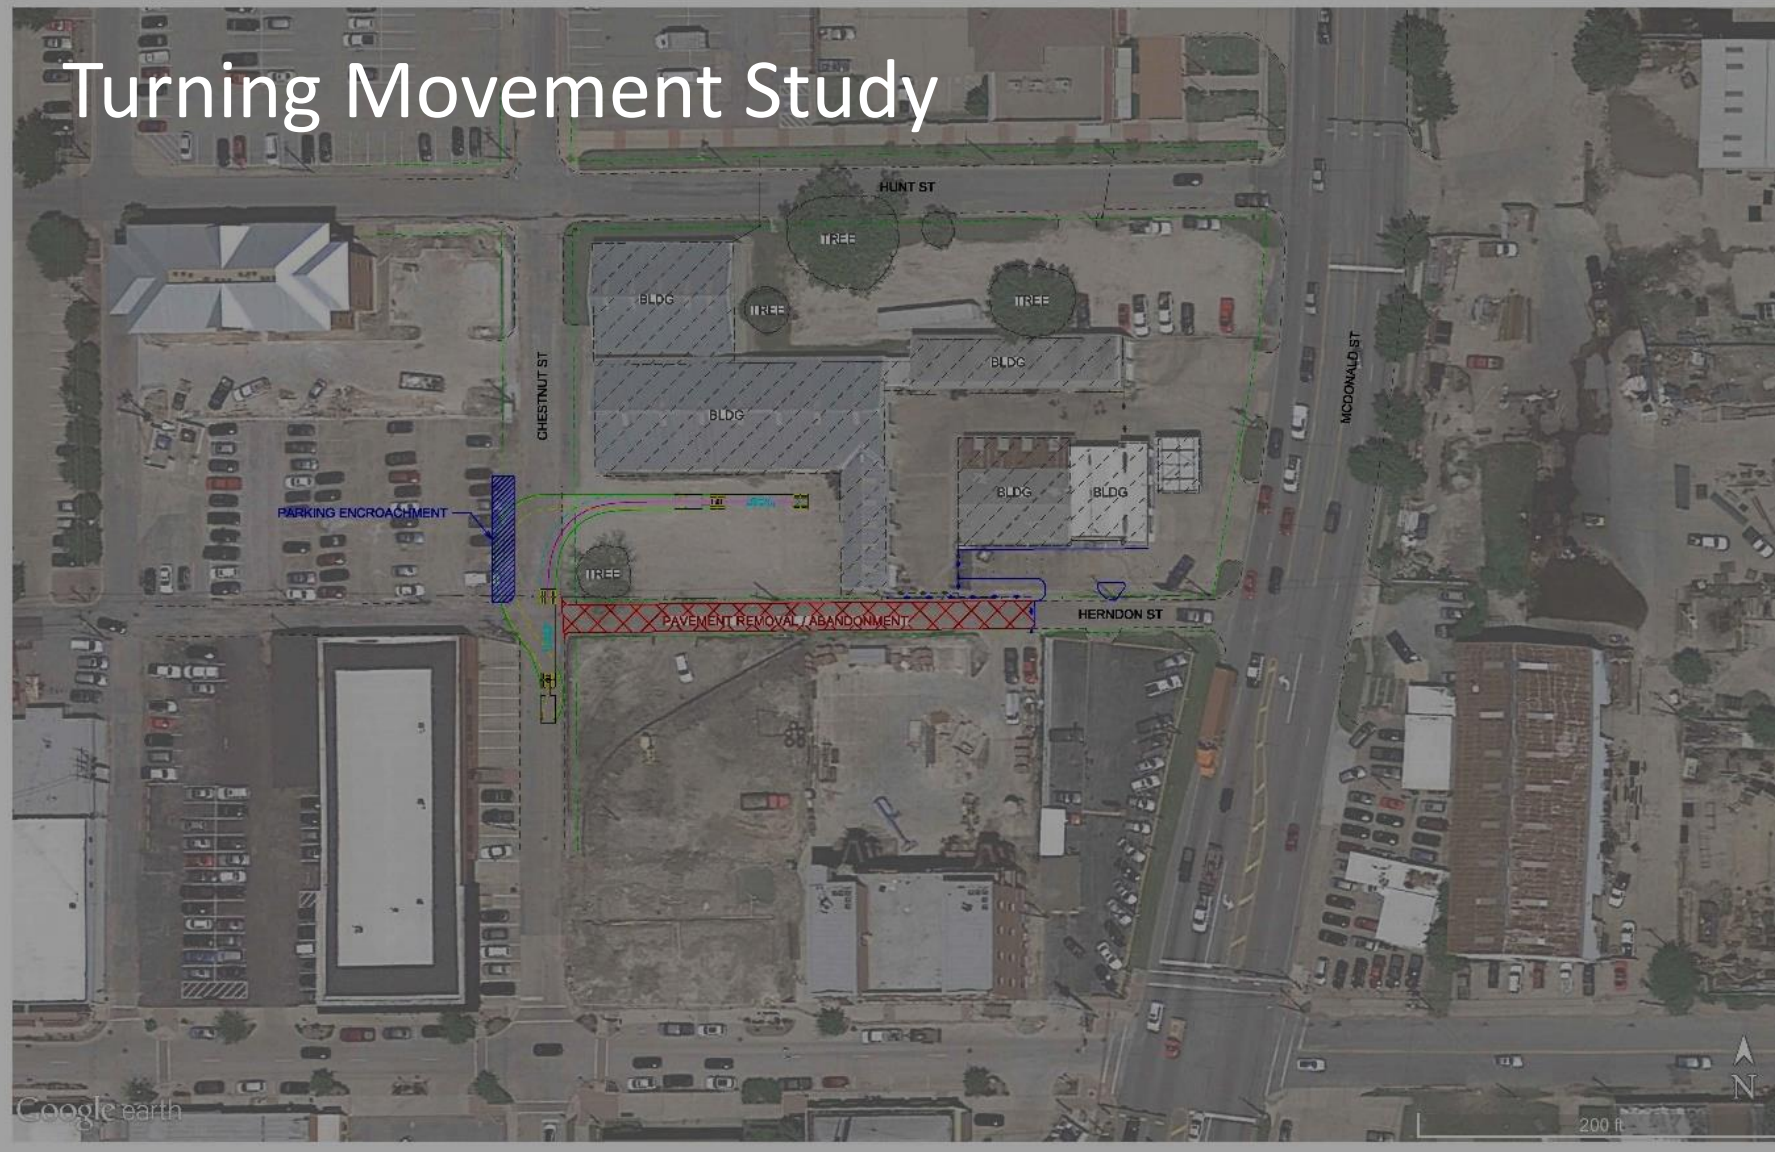 Turning Movement Study
HUNT ST
TREE
BLDG
TREE
TREE
BLDG
CHESTNUT ST
MCDONALD ST
BLDG
BLDG
BLDG
PARKING ENCROACHMENT
TREE
PAVEMENT REMOVAL / ABANDONMENT
HERNDON ST
N
Google earth
200 ft